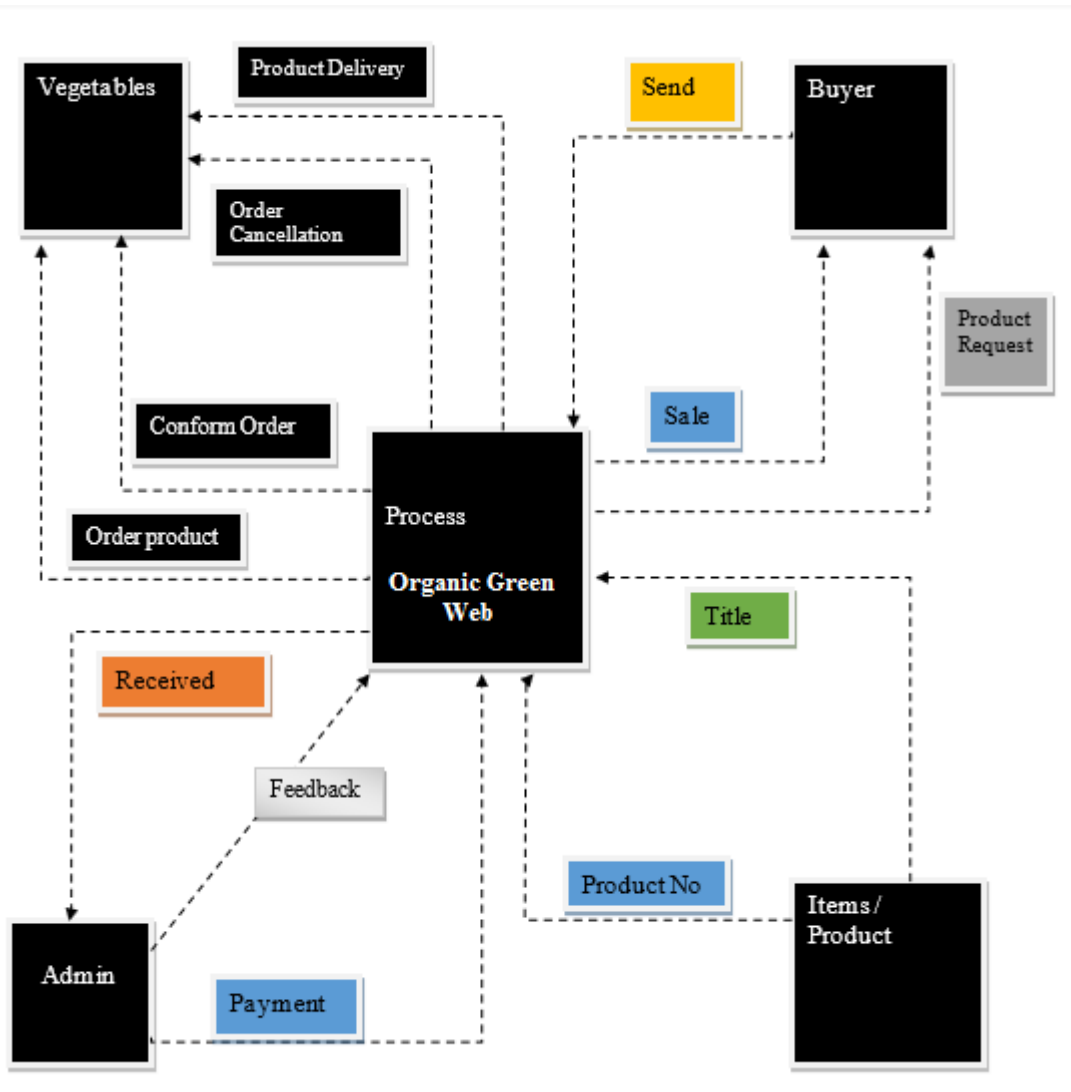 Vegetables
Product Delivery
Send
Buyer
Order
Cancellation
Product
Request
Conform Order
Sale
Order product
Process
Organic Green
Web
Title
Received
Feedback
Product No
Items /
Product
Admin
Payment